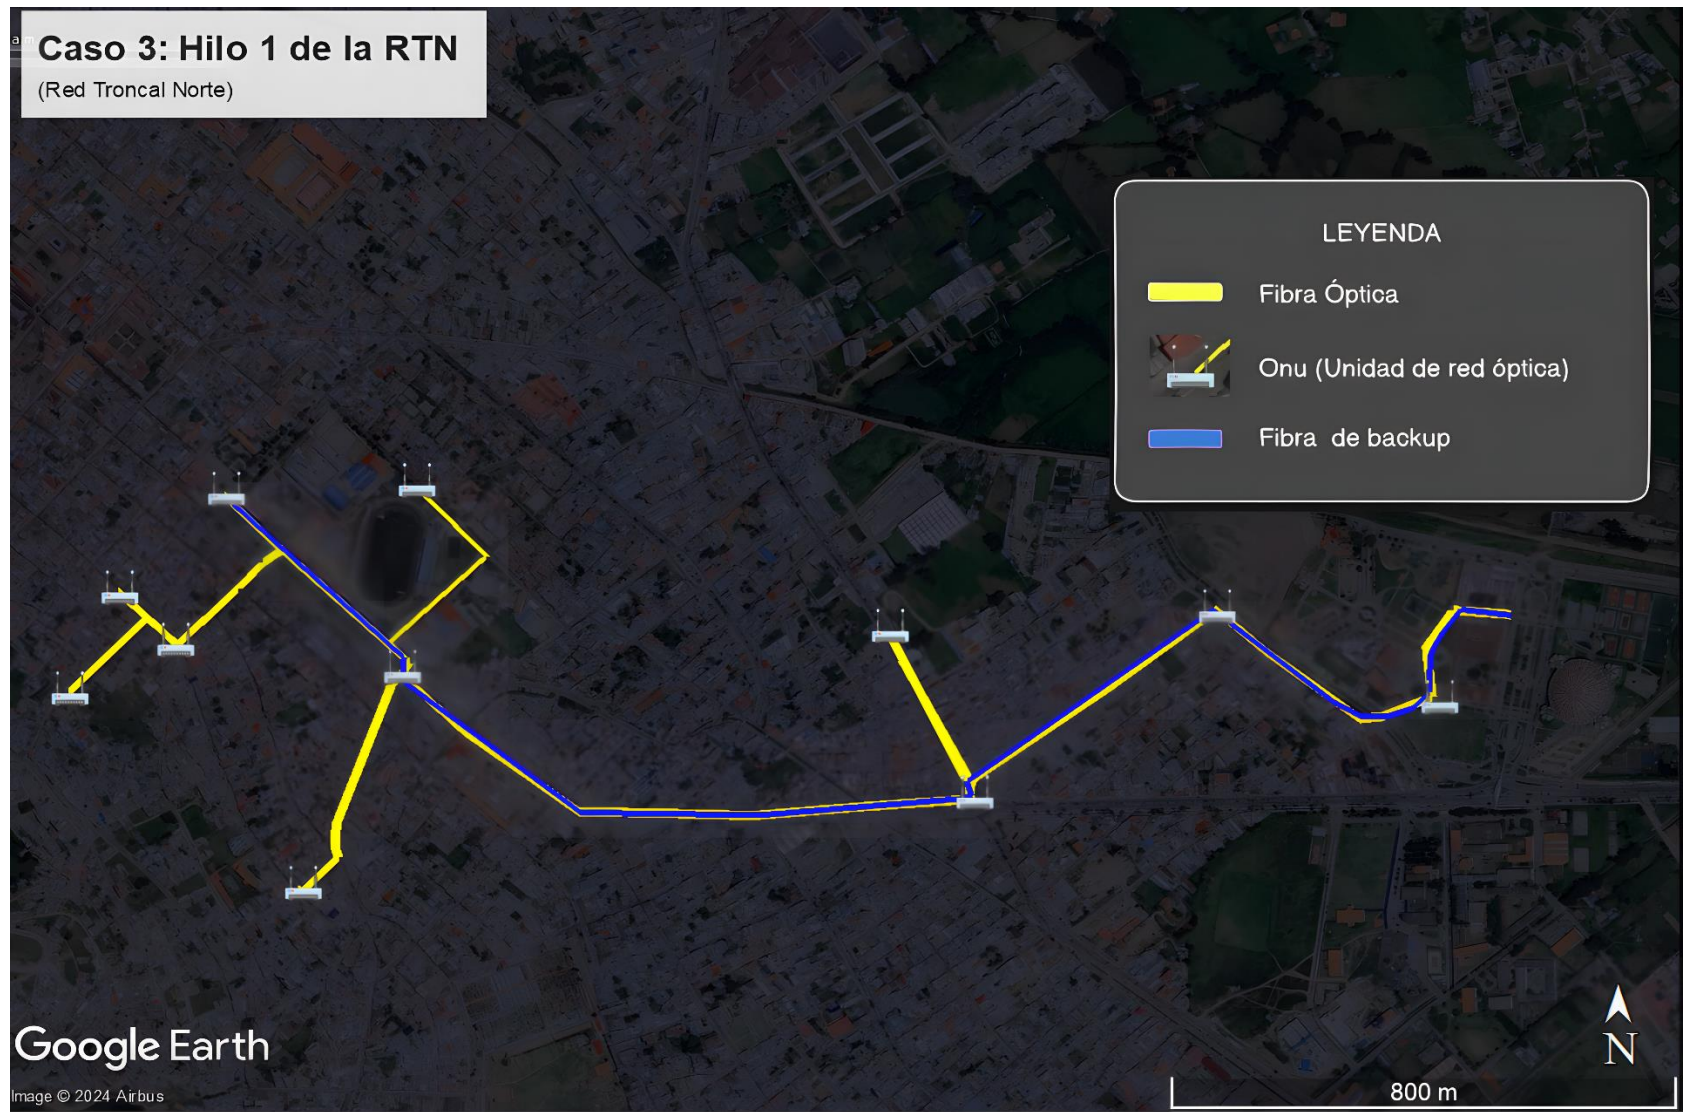 Caso 3: Hilo 1 de la RTN
(Red Troncal Norte)
LEYENDA
Fibra Óptica
Onu (Unidad de red óptica)
Fibra de backup
Google Earth
Image © 2024 Airbus
N
800 m